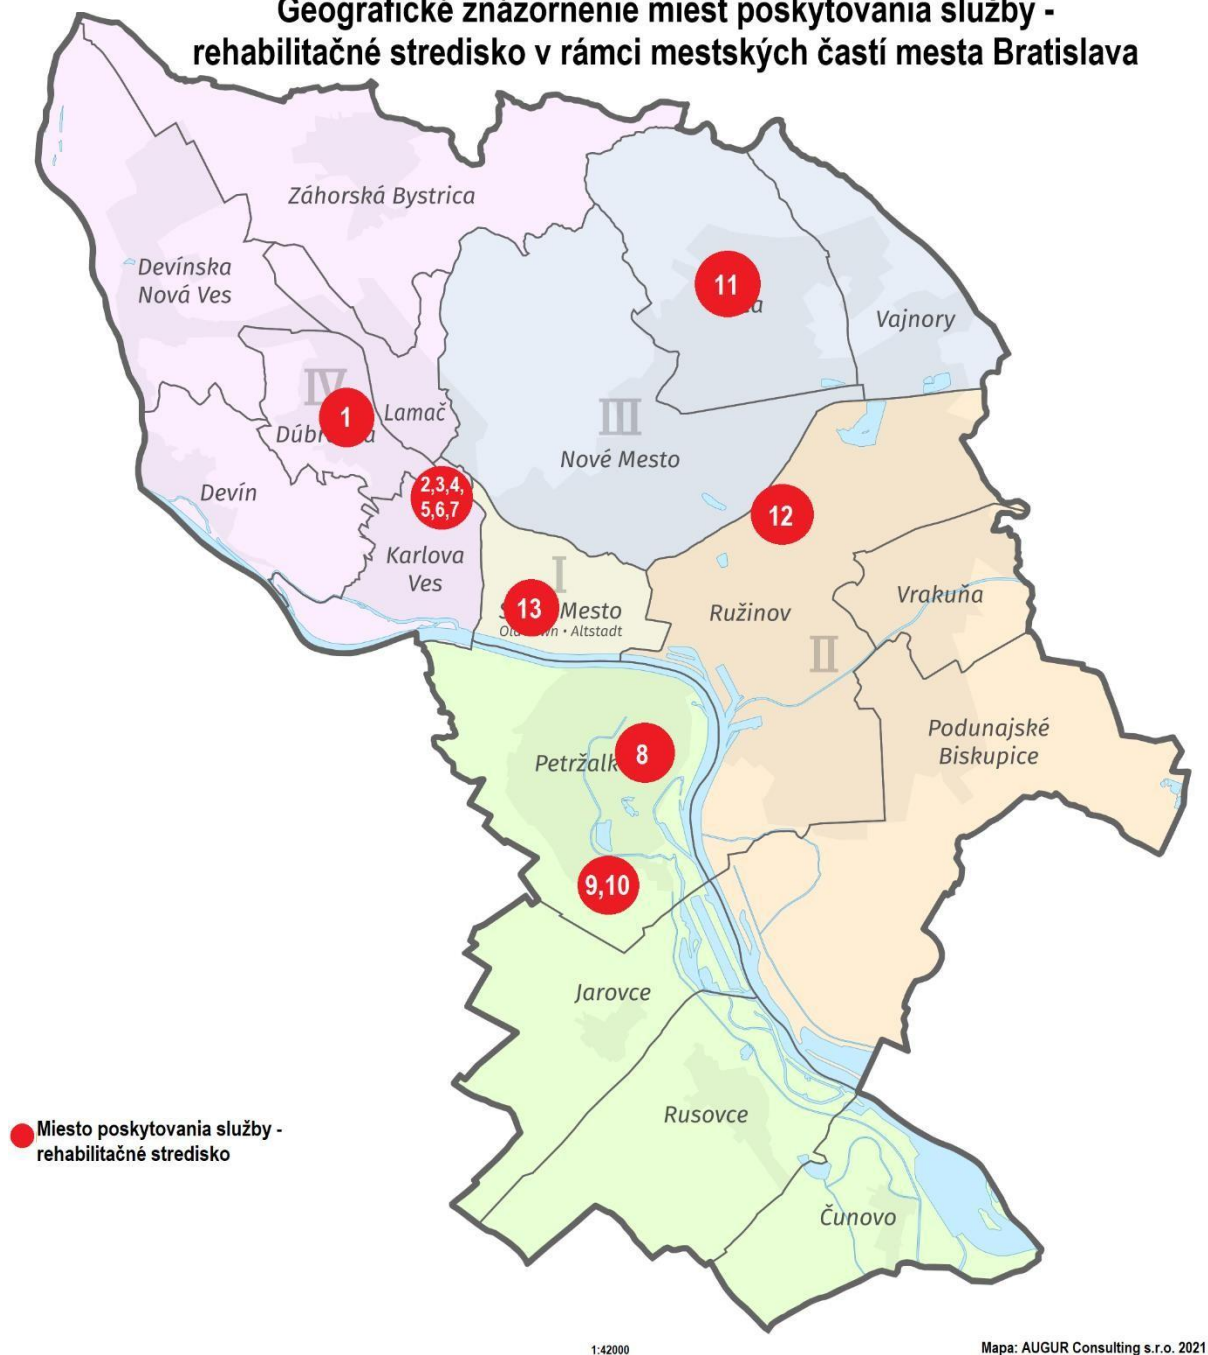 Geografické znázornenie miest poskytovania služby -
rehabilitačné stredisko v rámci mestských častí mesta Bratislava
Záhorská Bystrica
Devínska
Nová Ves
11
Vajnory
IV
1
Lamač
III
Nové Mesto
Devín
2,3,4,
5,6,7
12
Karlova
Ves
I
13
Mesto
Altstadt
Ružinov
Vrakuňa
II
Podunajské
Biskupice
8
9,10
Jarovce
Rusovce
Čunovo
Miesto poskytovania služby -
rehabilitačné stredisko
1:42000
Mapa: AUGUR Consulting s.r.o. 2021